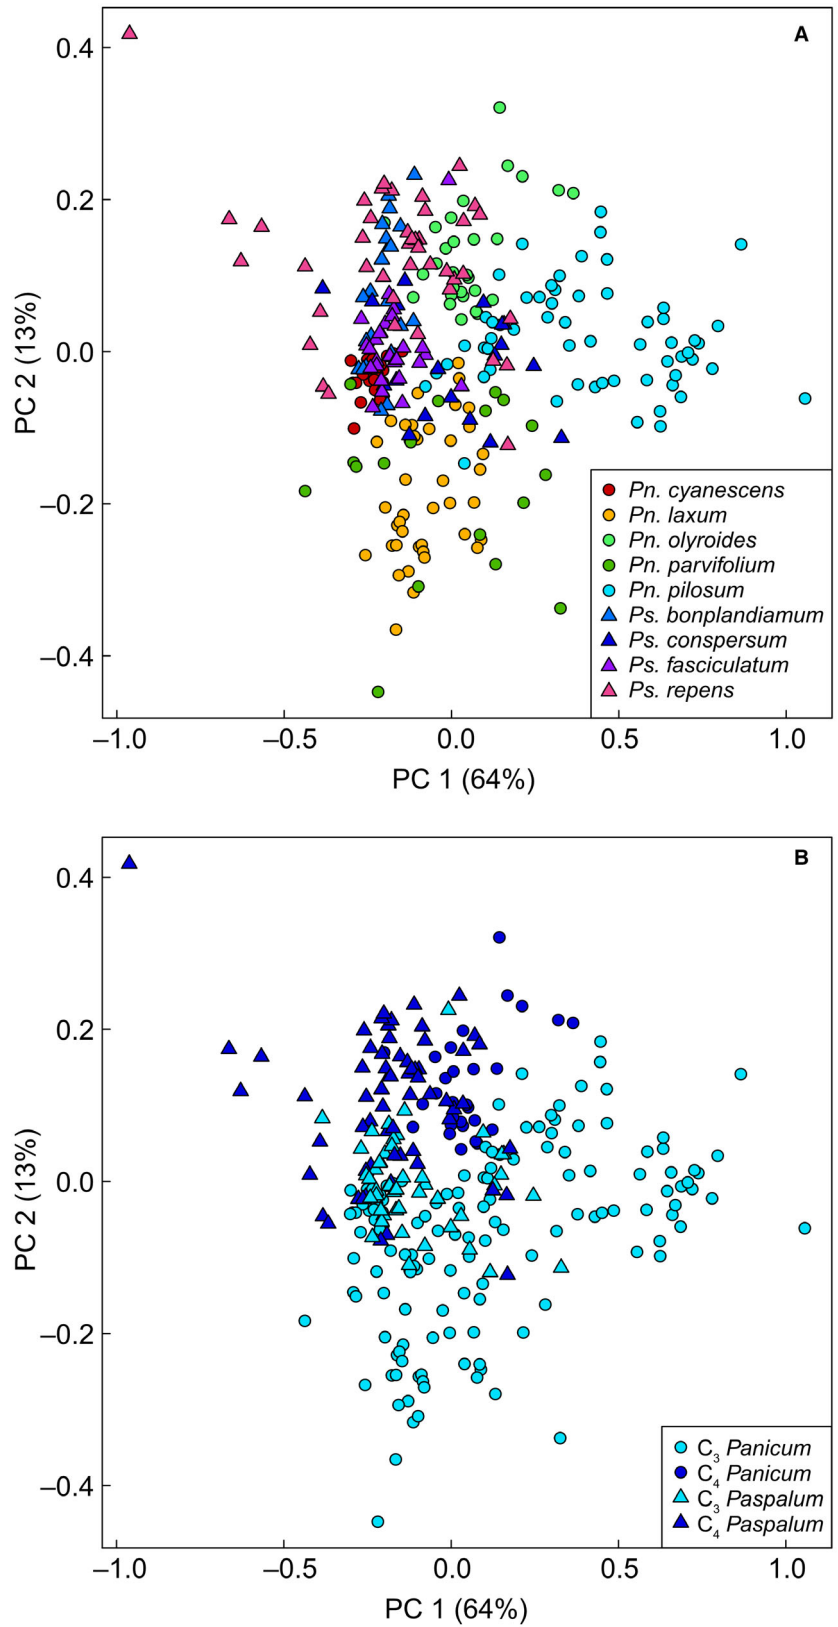 A
0.4
0.2
0.0
–0.2
–0.4
PC 2 (13%)
Pn. cyanescens
Pn. laxum
Pn. olyroides
Pn. parvifolium
Pn. pilosum
Ps. bonplandiamum
Ps. conspersum
Ps. fasciculatum
Ps. repens
–1.0 –0.5 0.0 0.5 1.0
PC 1 (64%)
B
0.4
0.2
0.0
–0.2
–0.4
PC 2 (13%)
C3 Panicum
C4 Panicum
C3 Paspalum
C4 Paspalum
–1.0 –0.5 0.0 0.5 1.0
PC 1 (64%)